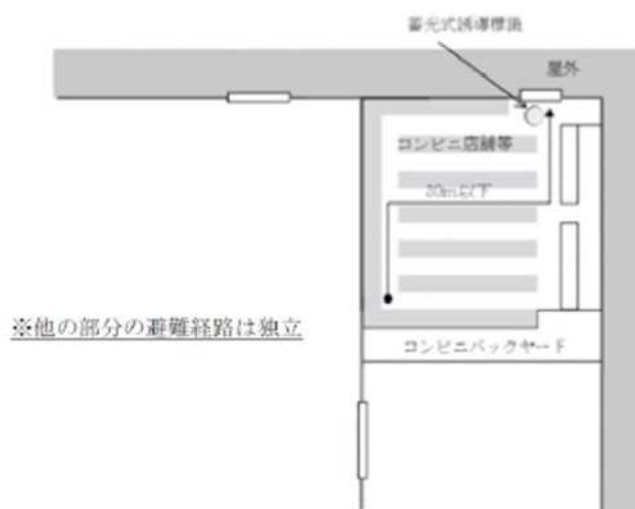 蓄光式誘導標識
屋外
コンビニ店舗等
30m以下
※他の部分の避難経路は独立
コンビニバックヤード